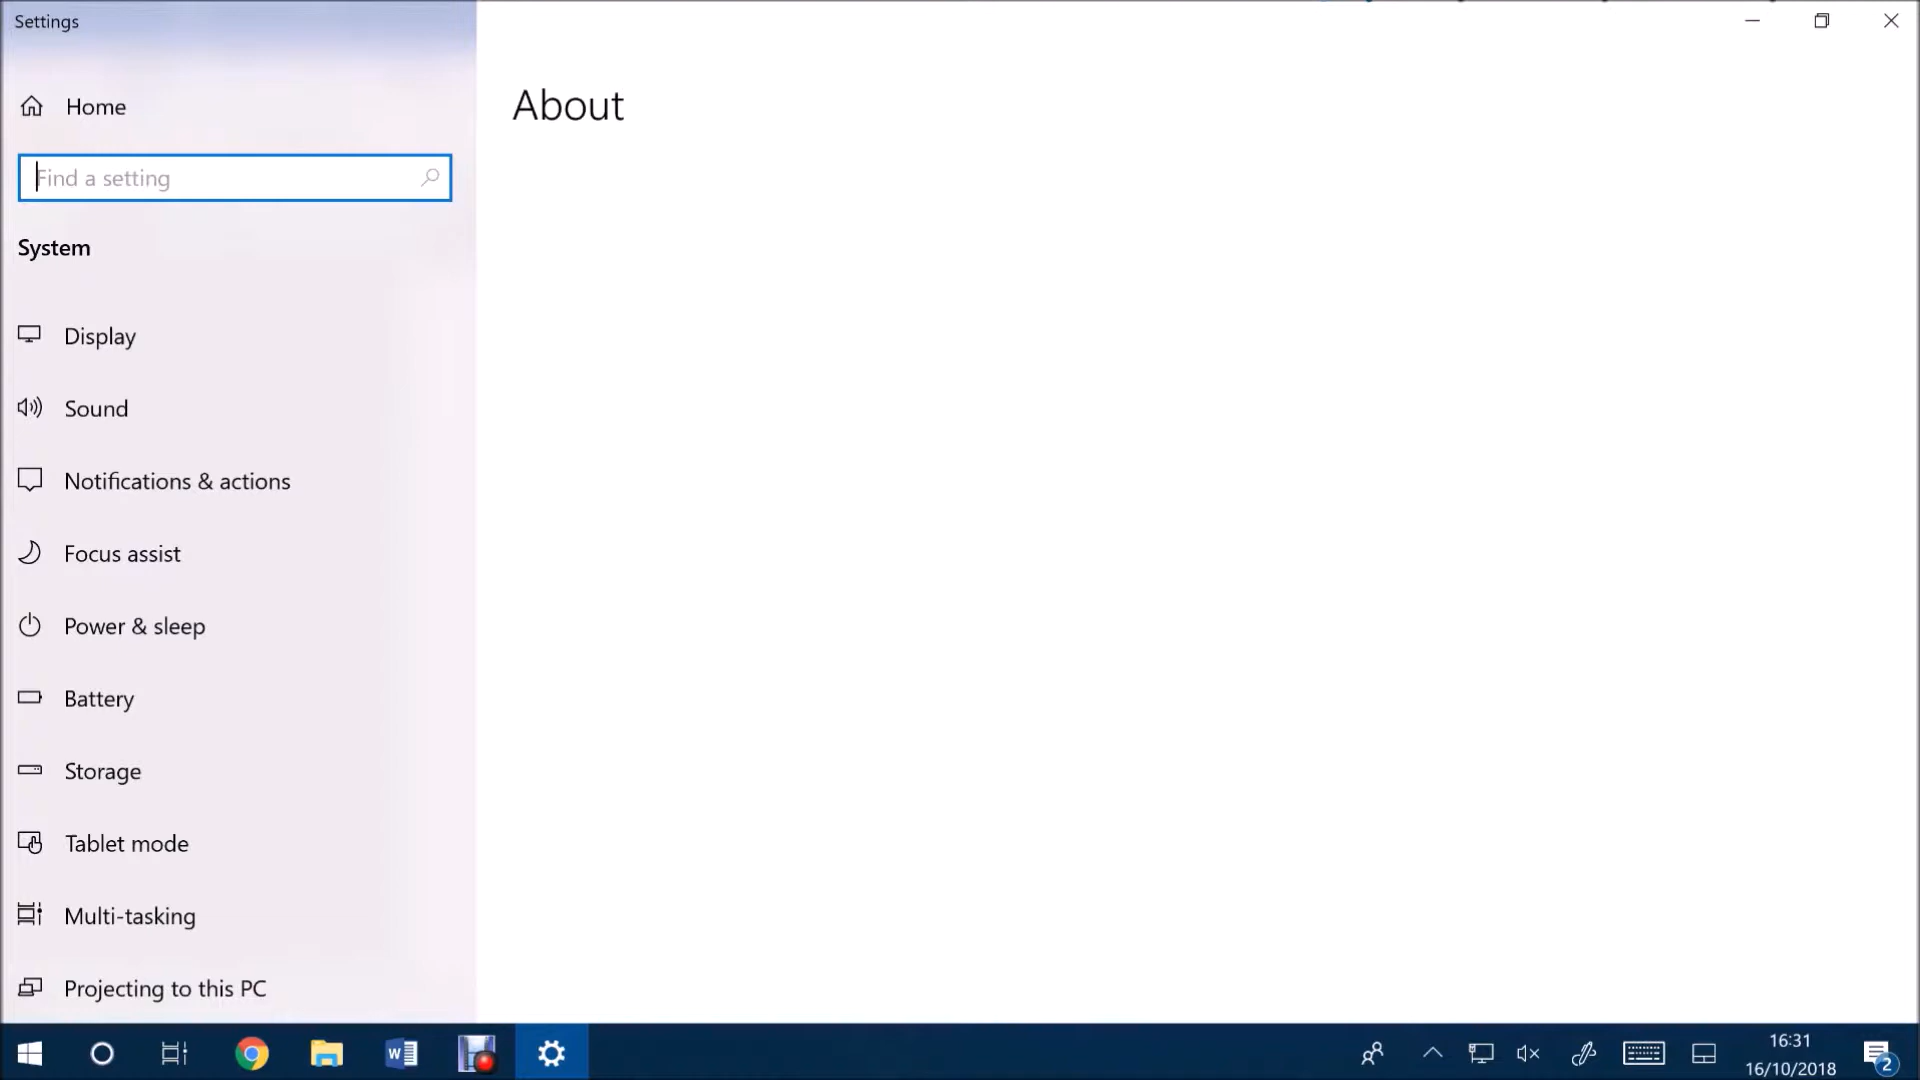 Settings
Home
Find a setting
System
Display
Sound
Notifications & actions
Focus assist
Power & sleep
Battery
Storage
Tablet mode
Multi-tasking
Projecting to this PC
About
16:31
16/10/2018
2